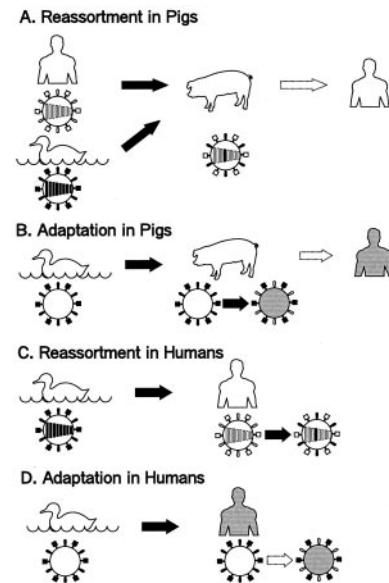 A. Reassortment in Pigs
B. Adaptation in Pigs
C. Reassortment in Humans
D. Adaptation in Humans